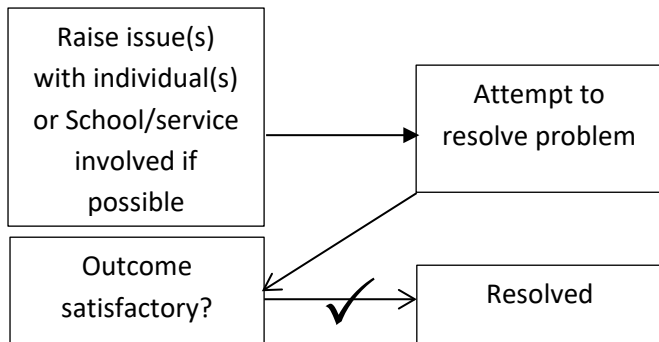 Raise issue(s)
with individual(s)
or School/service
involved if
possible
Attempt to
resolve problem
Outcome
satisfactory?
Resolved